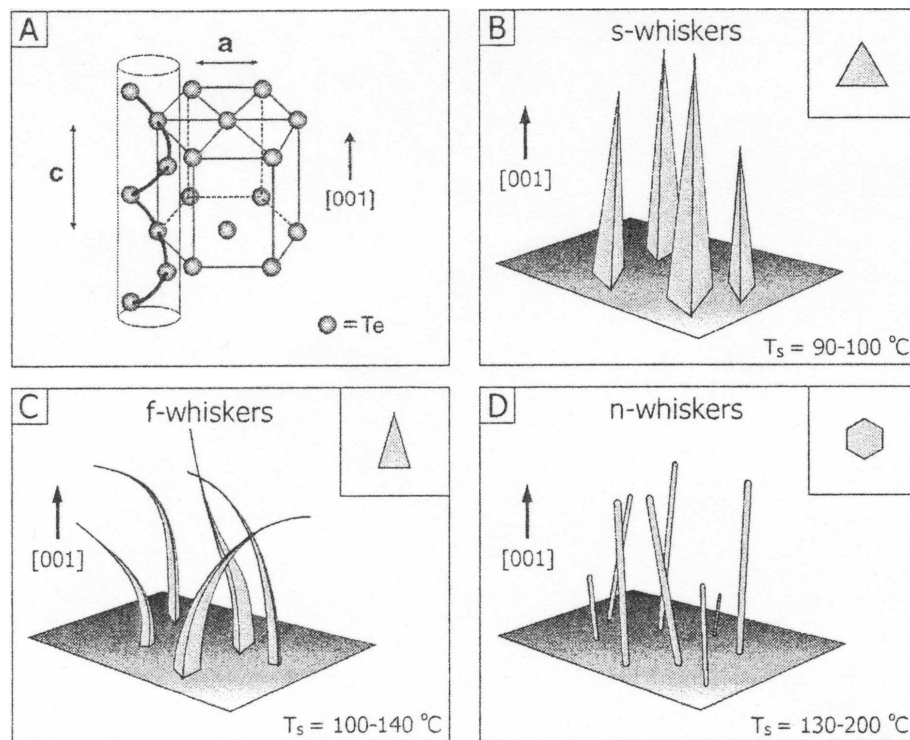 A
a
c
[001]
= Te
B
s-whiskers
[001]
Ts = 90-100 °C
C
f-whiskers
[001]
Ts = 100-140 °C
D
n-whiskers
[001]
Ts = 130-200 °C